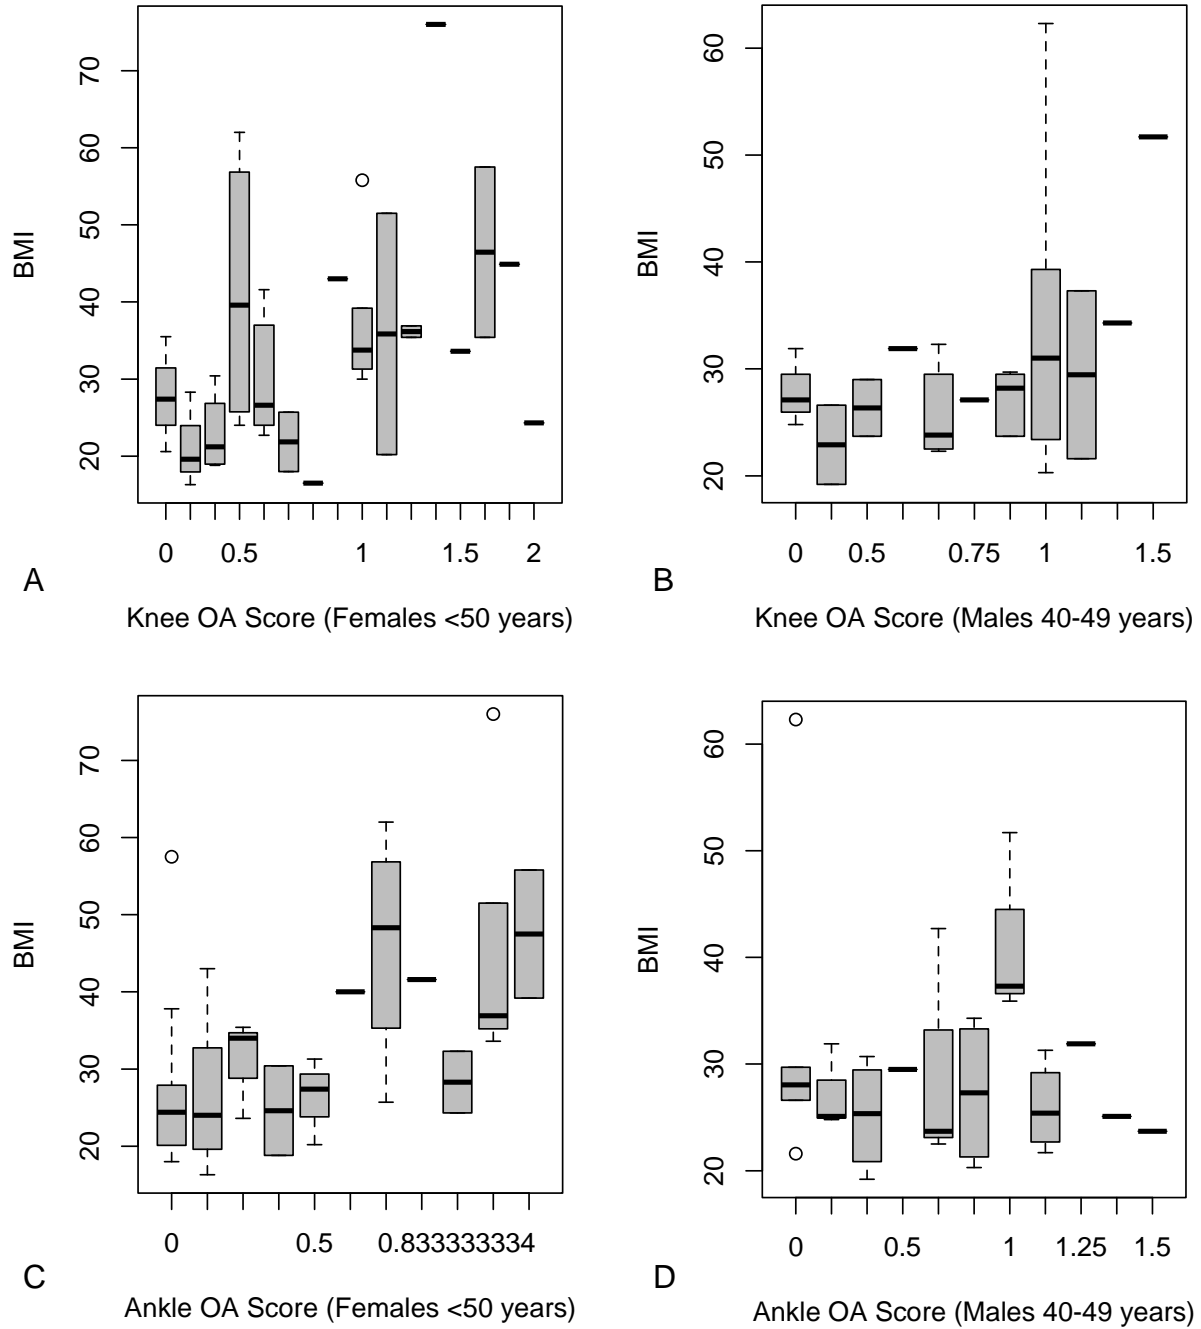 70
60
50
40
30
20
BMI
0 0.5 1 1.5 2
A
Knee OA Score (Females <50 years)
60
50
40
30
20
BMI
0 0.5 0.75 1 1.5
B
Knee OA Score (Males 40-49 years)
70
60
50
40
30
20
BMI
0 0.5 0.833333334
C
Ankle OA Score (Females <50 years)
60
50
40
30
20
BMI
0 0.5 1 1.25 1.5
D
Ankle OA Score (Males 40-49 years)